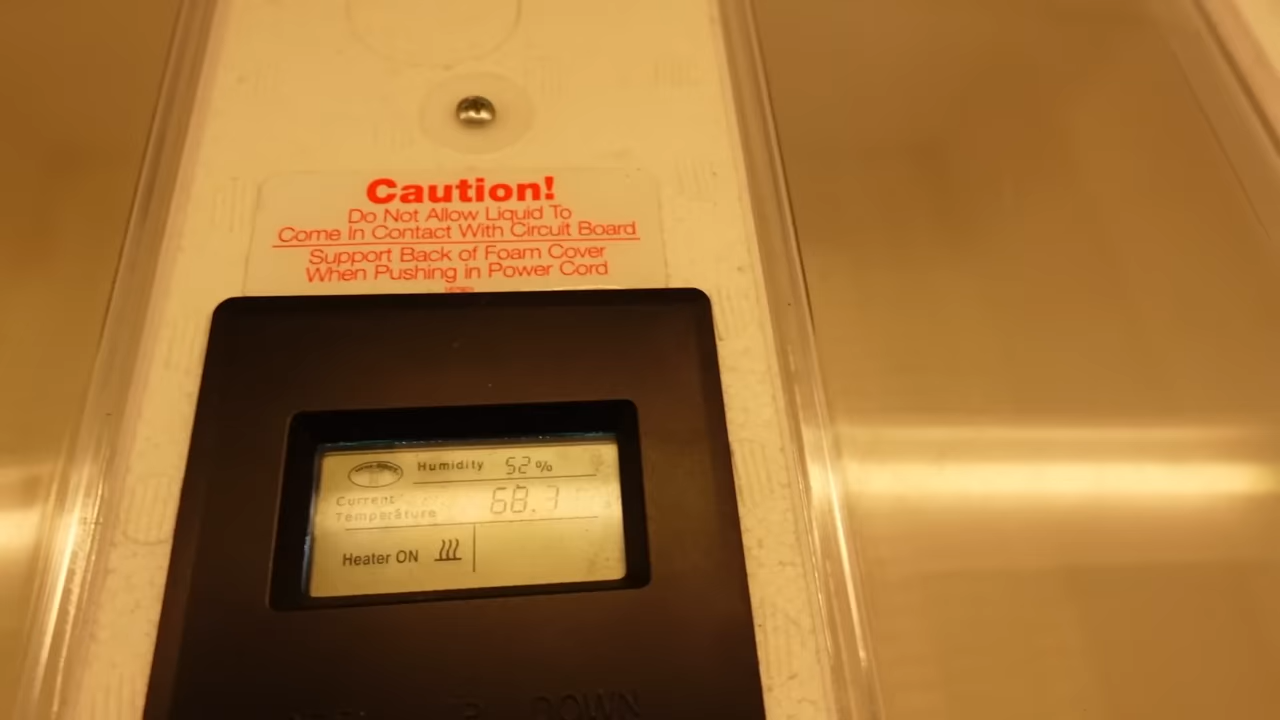 Caution!
Do Not Allow Liquid To
Come In Contact With Circuit Board
Support Back of Foam Cover
When Pushing in Power Cord
Humidity 52%
Current
Temperature 68.7
Heater ON
DOWN